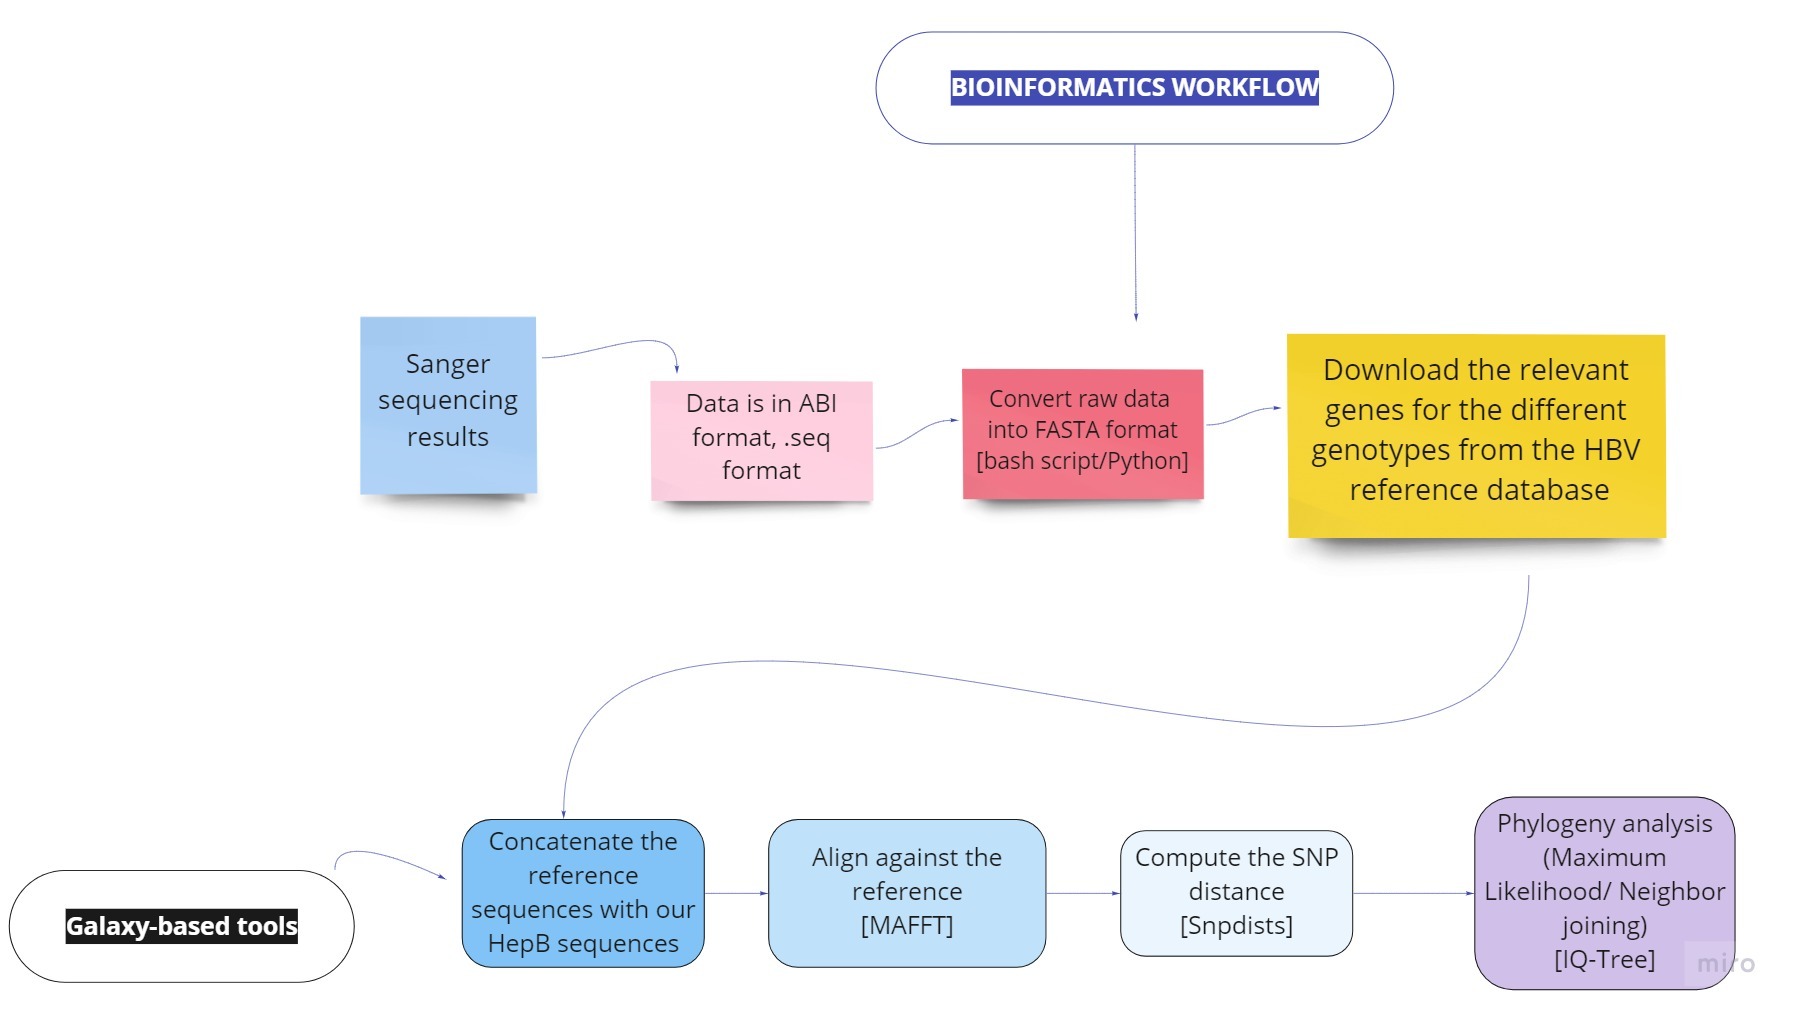 BIOINFORMATICS WORKFLOW
Sanger
sequencing
results
Data is in ABI
format, .seq
format
Convert raw data
into FASTA format
[bash script/Python]
Download the relevant
genes for the different
genotypes from the HBV
reference database
Galaxy-based tools
Concatenate the
reference
sequences with our
HepB sequences
Align against the
reference
[MAFFT]
Compute the SNP
distance
[Snpdists]
Phylogeny analysis
(Maximum
Likelihood/ Neighbor
joining)
[IQ-Tree]
miro